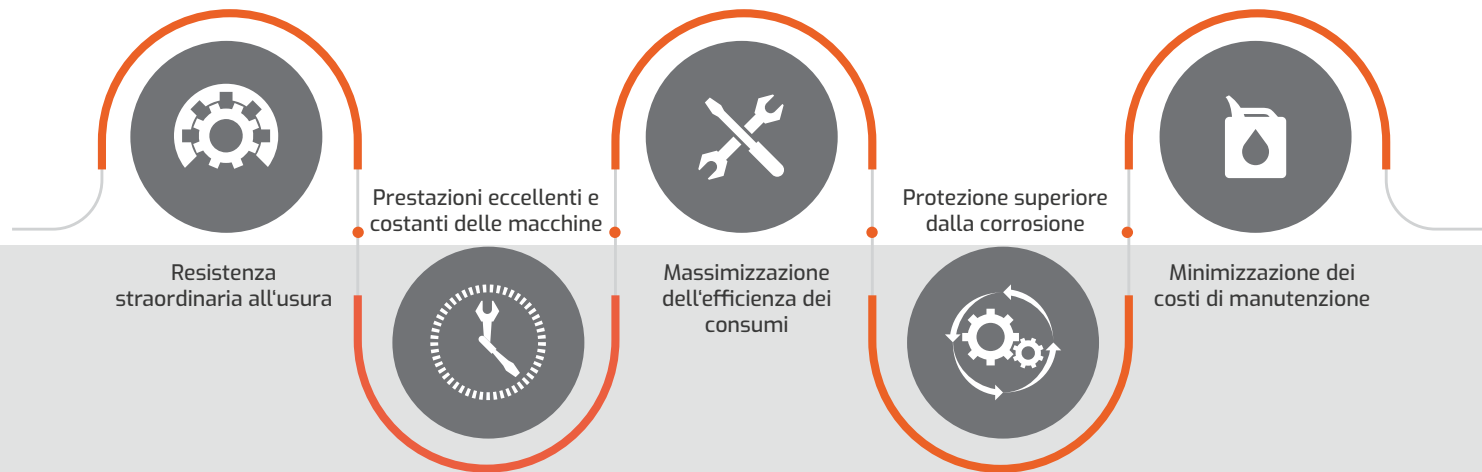 Resistenza
straordinaria all‘usura
Prestazioni eccellenti e
costanti delle macchine
Massimizzazione
dell‘efficienza dei
consumi
Protezione superiore
dalla corrosione
Minimizzazione dei
costi di manutenzione